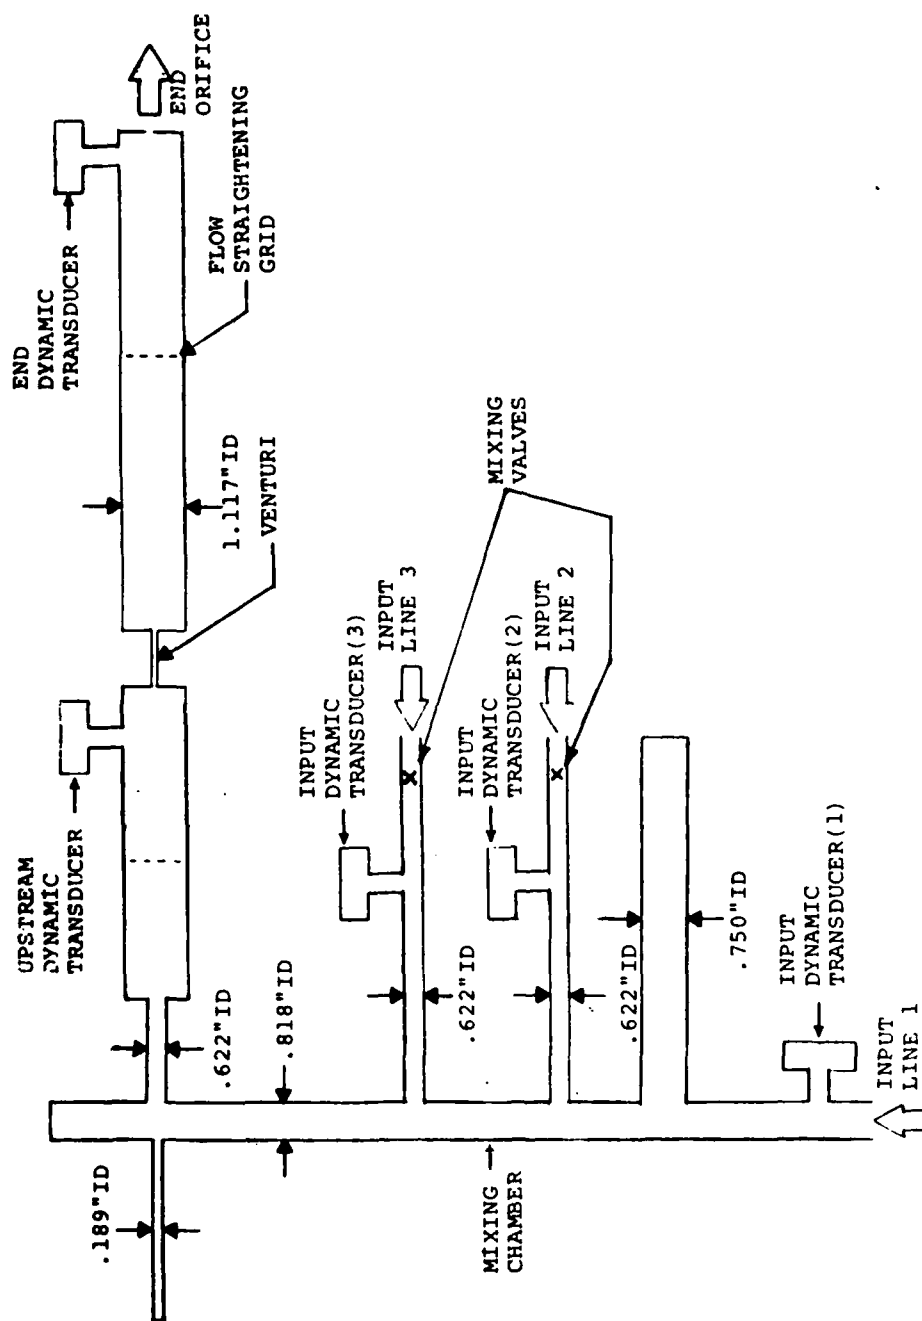 END
DYNAMIC
TRANSDUCER
END
ORIFICE
FLOW
STRAIGHTENING
GRID
1.117"ID
VENTURI
UPSTREAM
DYNAMIC
TRANSDUCER
.622"ID
.818"ID
.189"ID
MIXING
VALVES
INPUT
DYNAMIC
TRANSDUCER(3)
INPUT
LINE 3
.622"ID
INPUT
DYNAMIC
TRANSDUCER(2)
INPUT
LINE 2
.622"ID
.750"ID
MIXING
CHAMBER
INPUT
DYNAMIC
TRANSDUCER(1)
INPUT
LINE 1
X
X